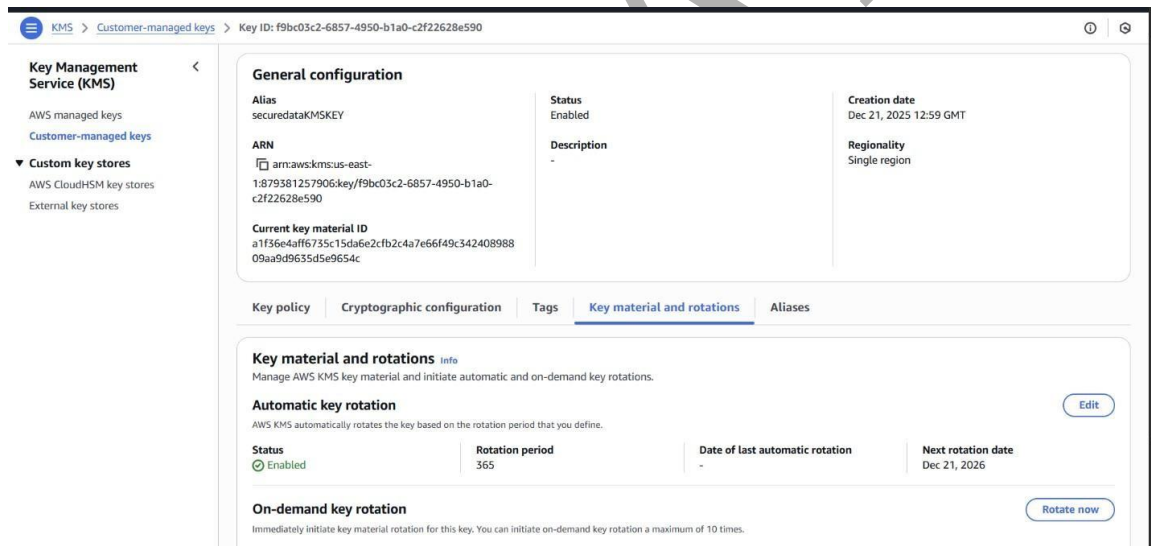 KMS > Customer-managed keys > Key ID: f9bc03c2-6857-4950-b1a0-c2f22628e590
Key Management
Service (KMS)
AWS managed keys
Customer-managed keys
Custom key stores
AWS CloudHSM key stores
External key stores
General configuration
Alias
securedataKMSKEY
Status
Enabled
Creation date
Dec 21, 2025 12:59 GMT
ARN
arn:aws:kms:us-east-
1:879381257906:key/f9bc03c2-6857-4950-b1a0-
c2f22628e590
Description
-
Regionality
Single region
Current key material ID
a1f36e4aff6735c15da6e2cfb2c4a7e66f49c342408988
09aa9d9635d5e9654c
Key policy
Cryptographic configuration
Tags
Key material and rotations
Aliases
Key material and rotations Info
Manage AWS KMS key material and initiate automatic and on-demand key rotations.
Automatic key rotation
Edit
AWS KMS automatically rotates the key based on the rotation period that you define.
Status
Enabled
Rotation period
365
Date of last automatic rotation
-
Next rotation date
Dec 21, 2026
On-demand key rotation
Rotate now
Immediately initiate key material rotation for this key. You can initiate on-demand key rotation a maximum of 10 times.